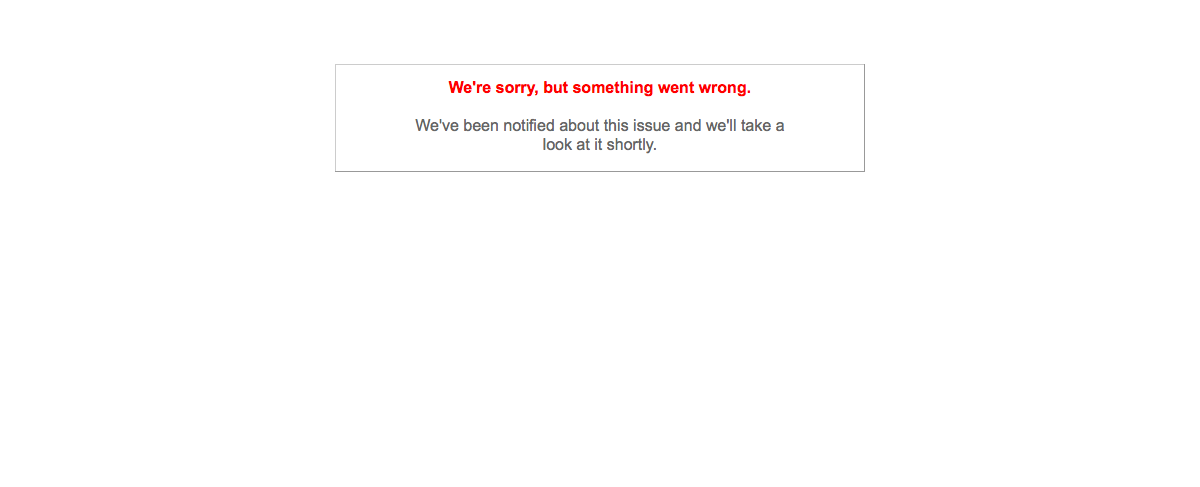 We're sorry, but something went wrong.
We've been notified about this issue and we'll take a
look at it shortly.